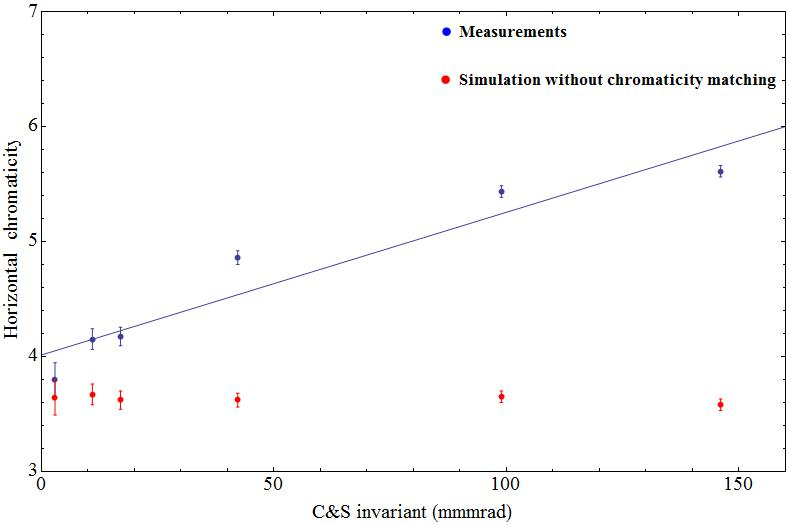 7
Measurements
Simulation without chromaticity matching
6
5
4
3
Horizontal chromaticity
0
50
100
150
C&S invariant (mmmrad)